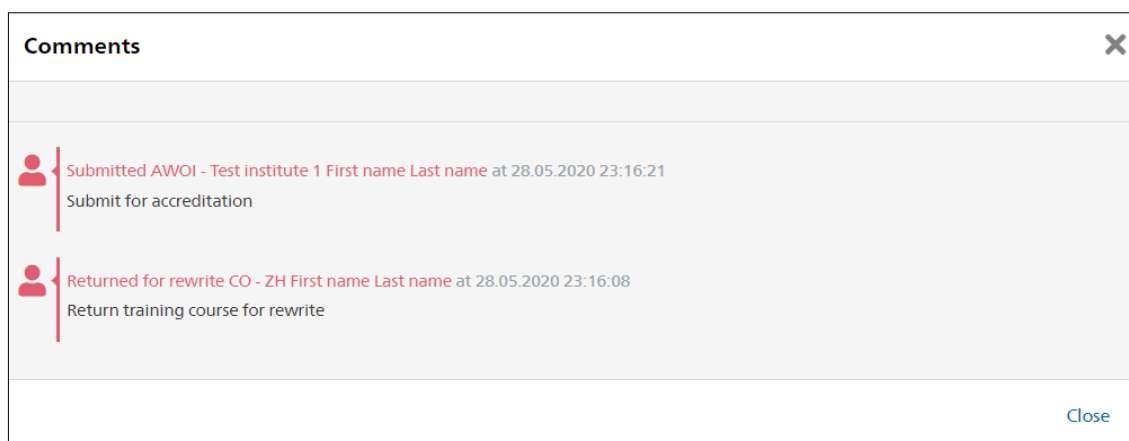 Comments
Submitted AWOI - Test institute 1 First name Last name at 28.05.2020 23:16:21
Submit for accreditation
Returned for rewrite CO - ZH First name Last name at 28.05.2020 23:16:08
Return training course for rewrite
Close